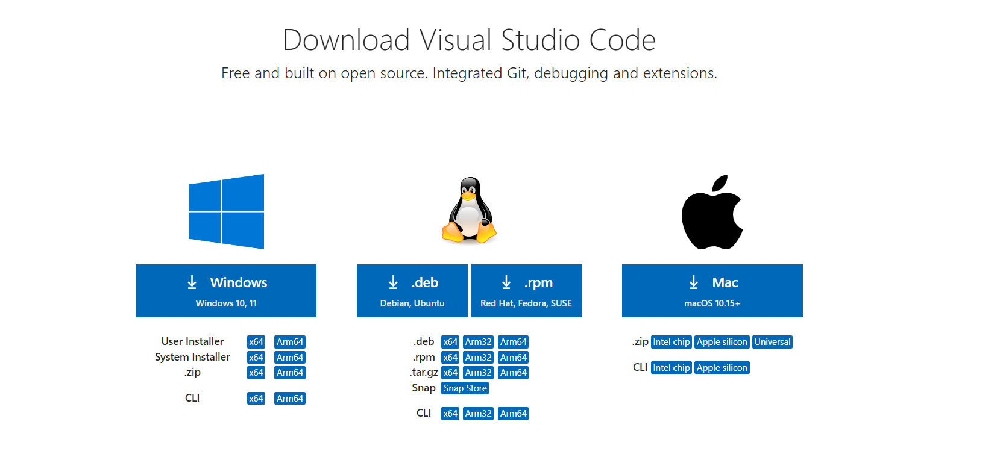 Download Visual Studio Code
Free and built on open source. Integrated Git, debugging and extensions.
Windows
Windows 10, 11
User Installer x64 Arm64
System Installer x64 Arm64
.zip x64 Arm64
CLI x64 Arm64
.deb
Debian, Ubuntu
.rpm
Red Hat, Fedora, SUSE
.deb x64 Arm32 Arm64
.rpm x64 Arm32 Arm64
.tar.gz x64 Arm32 Arm64
Snap Snap Store
CLI x64 Arm32 Arm64
Mac
macOS 10.15+
.zip Intel chip Apple silicon Universal
CLI Intel chip Apple silicon